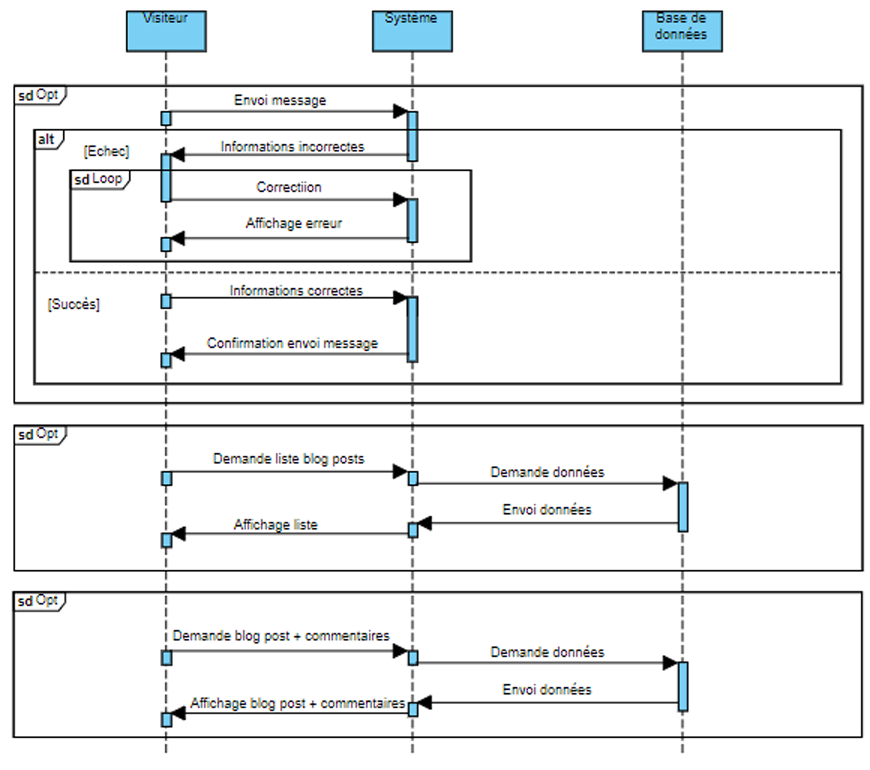 Visiteur
Système
Base de
données
sd Opt
Envoi message
alt
[Echec]
Informations incorrectes
sd Loop
Correctiion
Affichage erreur
[Succès]
Informations correctes
Confirmation envoi message
sd Opt
Demande liste blog posts
Demande données
Envoi données
Affichage liste
sd Opt
Demande blog post + commentaires
Demande données
Envoi données
Affichage blog post + commentaires